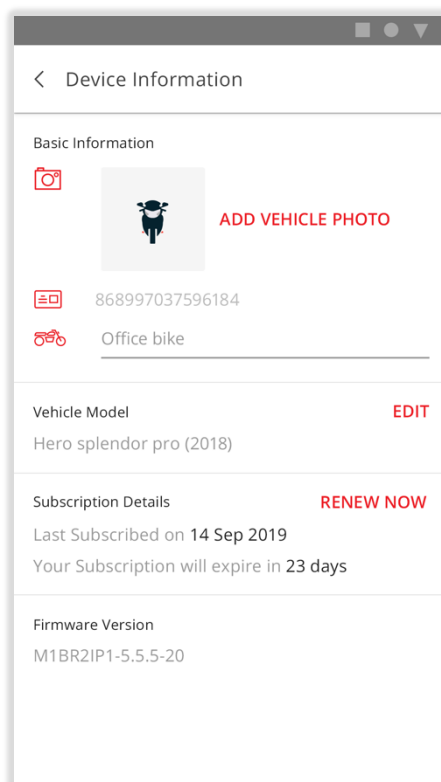 Device Information
Basic Information
ADD VEHICLE PHOTO
868997037596184
Office bike
Vehicle Model EDIT
Hero splendor pro (2018)
Subscription Details RENEW NOW
Last Subscribed on 14 Sep 2019
Your Subscription will expire in 23 days
Firmware Version
M1BR2IP1-5.5.5-20